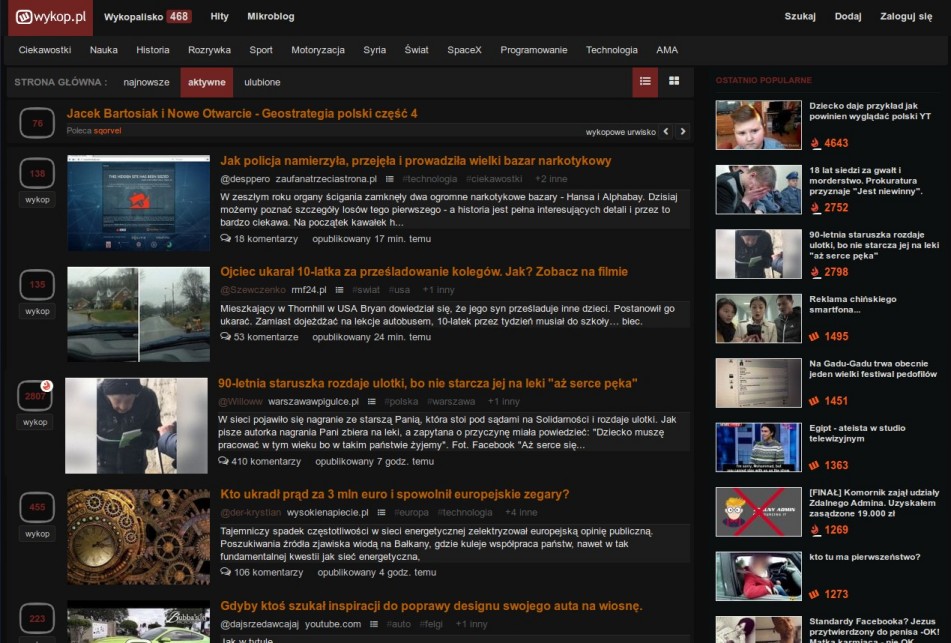 wykop.pl Wykopalisko 468 Hity Mikroblog Szukaj Dodaj Zaloguj się
Ciekawostki Nauka Historia Rozrywka Sport Motoryzacja Syria Świat SpaceX Programowanie Technologia AMA
STRONA GŁÓWNA : najnowsze aktywne ulubione
76
Jacek Bartosiak i Nowe Otwarcie - Geostrategia polski część 4
Poleca sqorvel
wykopowe urwisko
138
wykop
Jak policja namierzyła, przejęła i prowadziła wielki bazar narkotykowy
@desppero zaufanatrzeciastrona.pl #technologia #ciekawostki +2 inne
W zeszłym roku organy ścigania zamknęły dwa ogromne narkotykowe bazary - Hansa i Alphabay. Dzisiaj
możemy poznać szczegóły losów tego pierwszego - a historia jest pełna interesujących detali i przez to
bardzo ciekawa. Na początek kawałek h...
18 komentarzy opublikowany 17 min. temu
135
wykop
Ojciec ukarał 10-latka za prześladowanie kolegów. Jak? Zobacz na filmie
@Szewczenko rmf24.pl #swiat #usa +1 inny
Mieszkający w Thornhill w USA Bryan dowiedział się, że jego syn prześladuje inne dzieci. Postanowił go
ukarać. Zamiast dojeżdżać na lekcje autobusem, 10-latek przez tydzień musiał do szkoły... biec.
53 komentarze opublikowany 24 min. temu
2807
wykop
90-letnia staruszka rozdaje ulotki, bo nie starcza jej na leki "aż serce pęka"
@Willoww warszawawpigulce.pl #polska #warszawa +1 inny
W sieci pojawiło się nagranie ze starszą Panią, która stoi pod sądami na Solidarności i rozdaje ulotki. Jak
pisze autorka nagrania Pani zbiera na leki, a zapytana o przyczynę miała powiedzieć: "Dziecko muszę
pracować w tym wieku bo w takim państwie żyjemy". Fot. Facebook "Aż serce się...
410 komentarzy opublikowany 7 godz. temu
455
wykop
Kto ukradł prąd za 3 mln euro i spowolnił europejskie zegary?
@der-krystian wysokienapiecie.pl #europa #technologia +4 inne
Tajemniczy spadek częstotliwości w sieci energetycznej zelektryzował europejską opinię publiczną.
Poszukiwania źródła zjawiska wiodą na Bałkany, gdzie kuleje współpraca państw, nawet w tak
fundamentalnej kwestii jak sieć energetyczna,
106 komentarzy opublikowany 4 godz. temu
223
Gdyby ktoś szukał inspiracji do poprawy designu swojego auta na wiosnę.
@dajsrzedawcajaj youtube.com #auto #felgi +1 inny
Jak w tytule
OSTATNIO POPULARNE
Dziecko daje przykład jak
powinien wyglądać polski YT
4643
18 lat siedzi za gwałt i
morderstwo. Prokuratura
przyznaje "Jest niewinny".
2752
90-letnia staruszka rozdaje
ulotki, bo nie starcza jej na leki
"aż serce pęka"
2798
Reklama chińskiego
smartfona...
1495
Na Gadu-Gadu trwa obecnie
jeden wielki festiwal pedofilów
1451
Egipt - ateista w studio
telewizyjnym
1363
[FINAŁ] Komornik zajął udziały
Zdalnego Admina. Uzyskałem
zasądzone 19.000 zł
1269
kto tu ma pierwszeństwo?
1273
Standardy Facebooka? Jezus
przytwierdzony do penisa -OK!
Matka karmiąca - nie OK